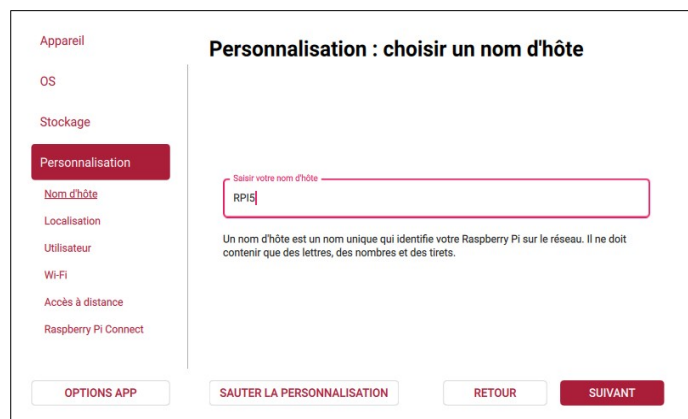 Appareil
OS
Stockage
Personnalisation
Nom d'hôte
Localisation
Utilisateur
Wi-Fi
Accès à distance
Raspberry Pi Connect
Personnalisation : choisir un nom d'hôte
Saisir votre nom d'hôte
RPI5
Un nom d'hôte est un nom unique qui identifie votre Raspberry Pi sur le réseau. Il ne doit
contenir que des lettres, des nombres et des tirets.
OPTIONS APP
SAUTER LA PERSONNALISATION
RETOUR
SUIVANT